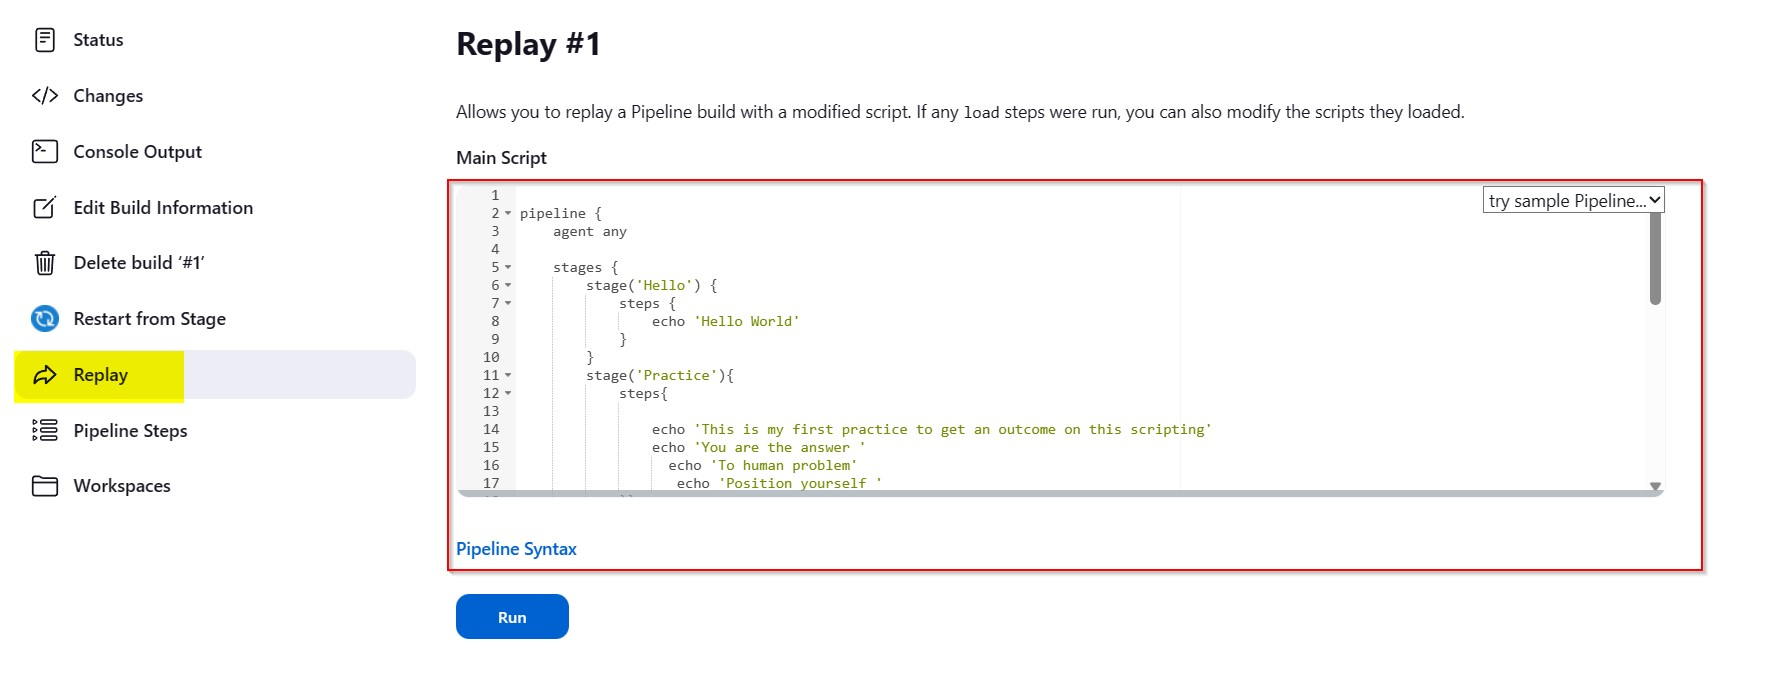 Status
Changes
Console Output
Edit Build Information
Delete build ‘#1’
Restart from Stage
Replay
Pipeline Steps
Workspaces
Replay #1
Allows you to replay a Pipeline build with a modified script. If any load steps were run, you can also modify the scripts they loaded.
Main Script
try sample Pipeline...
1
2 pipeline {
3     agent any
4
5     stages {
6         stage('Hello') {
7             steps {
8                 echo 'Hello World'
9             }
10         }
11         stage('Practice'){
12             steps{
13
14                 echo 'This is my first practice to get an outcome on this scripting'
15                 echo 'You are the answer '
16                   echo 'To human problem'
17                    echo 'Position yourself '
Pipeline Syntax
Run